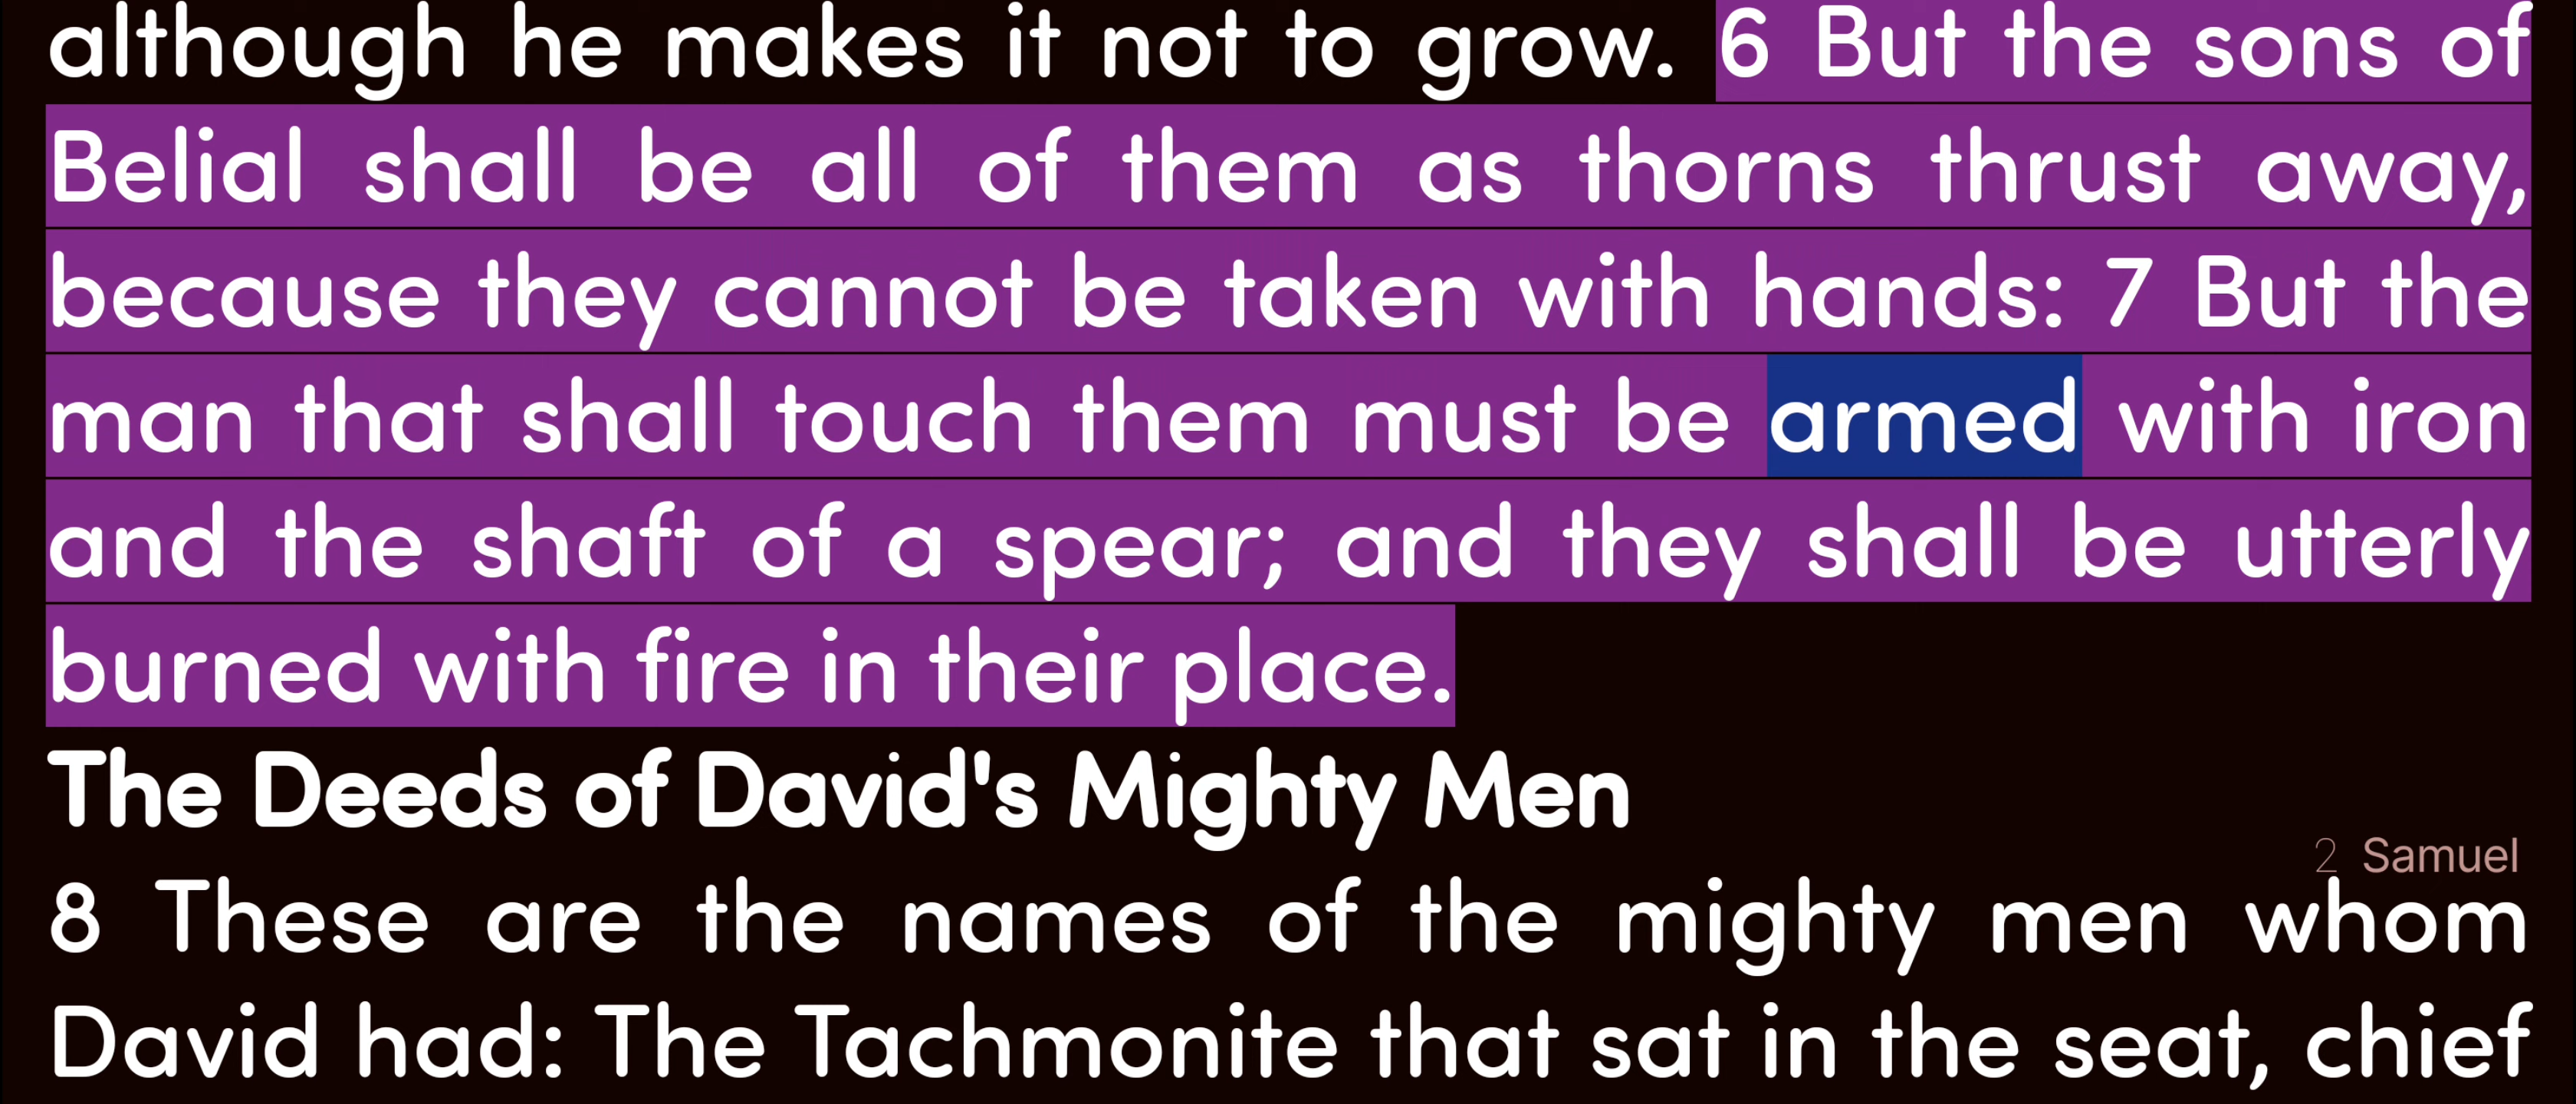 although he makes it not to grow. 6 But the sons of
Belial shall be all of them as thorns thrust away,
because they cannot be taken with hands: 7 But the
man that shall touch them must be armed with iron
and the shaft of a spear; and they shall be utterly
burned with fire in their place.
The Deeds of David's Mighty Men
2 Samuel
8 These are the names of the mighty men whom
David had: The Tachmonite that sat in the seat, chief